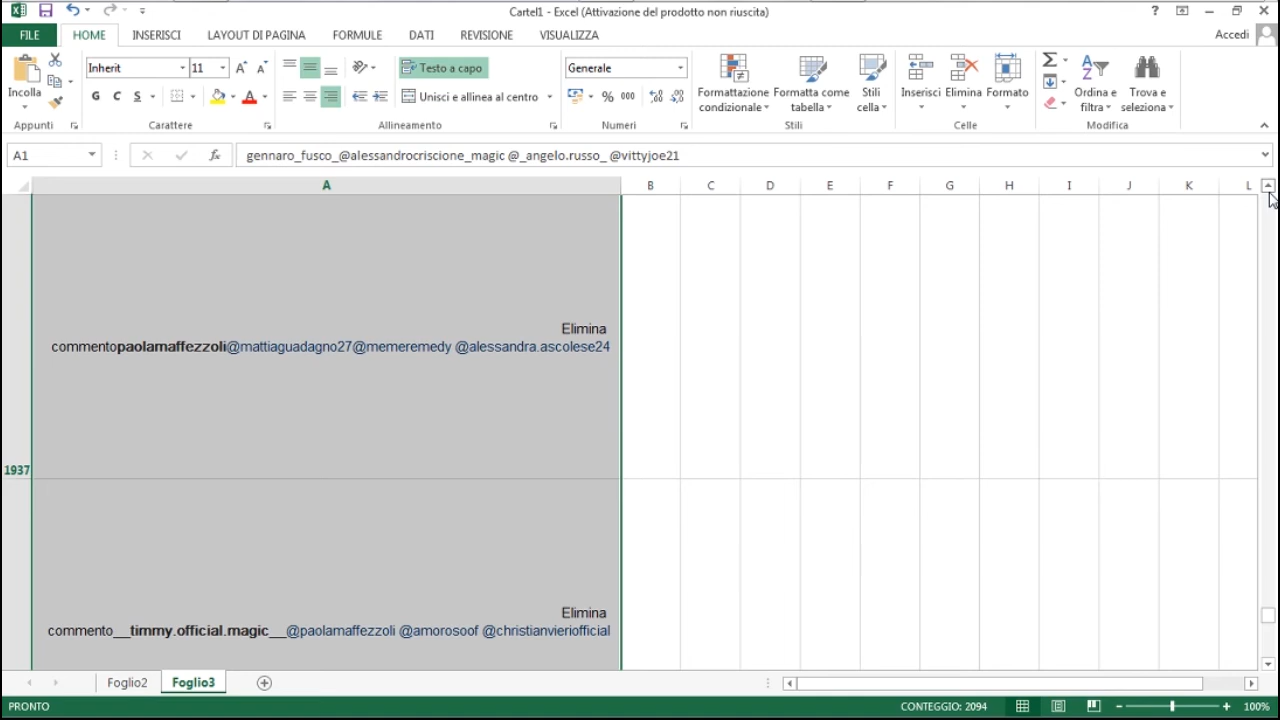 Cartel1 - Excel (Attivazione del prodotto non riuscita)
?
FILE HOME INSERISCI LAYOUT DI PAGINA FORMULE DATI REVISIONE VISUALIZZA Accedi
Incolla
Inherit 11
G C S
Testo a capo
Unisci e allinea al centro
Generale
% 000
Formattazione condizionale
Formatta come tabella
Stili cella
Inserisci Elimina Formato
Ordina e filtra
Trova e seleziona
Appunti Carattere Allineamento Numeri Stili Celle Modifica
A1 fx gennaro_fusco_@alessandrocriscione_magic @_angelo.russo_ @vittyjoe21
A B C D E F G H I J K L
Elimina
commentopaolamaffezzoli@mattiaguadagno27@memeremedy @alessandra.ascolese24
1937
Elimina
commento__timmy.official.magic__@paolamaffezzoli @amorosoof @christianvieriofficial
Foglio2 Foglio3
PRONTO CONTEGGIO: 2094 100%